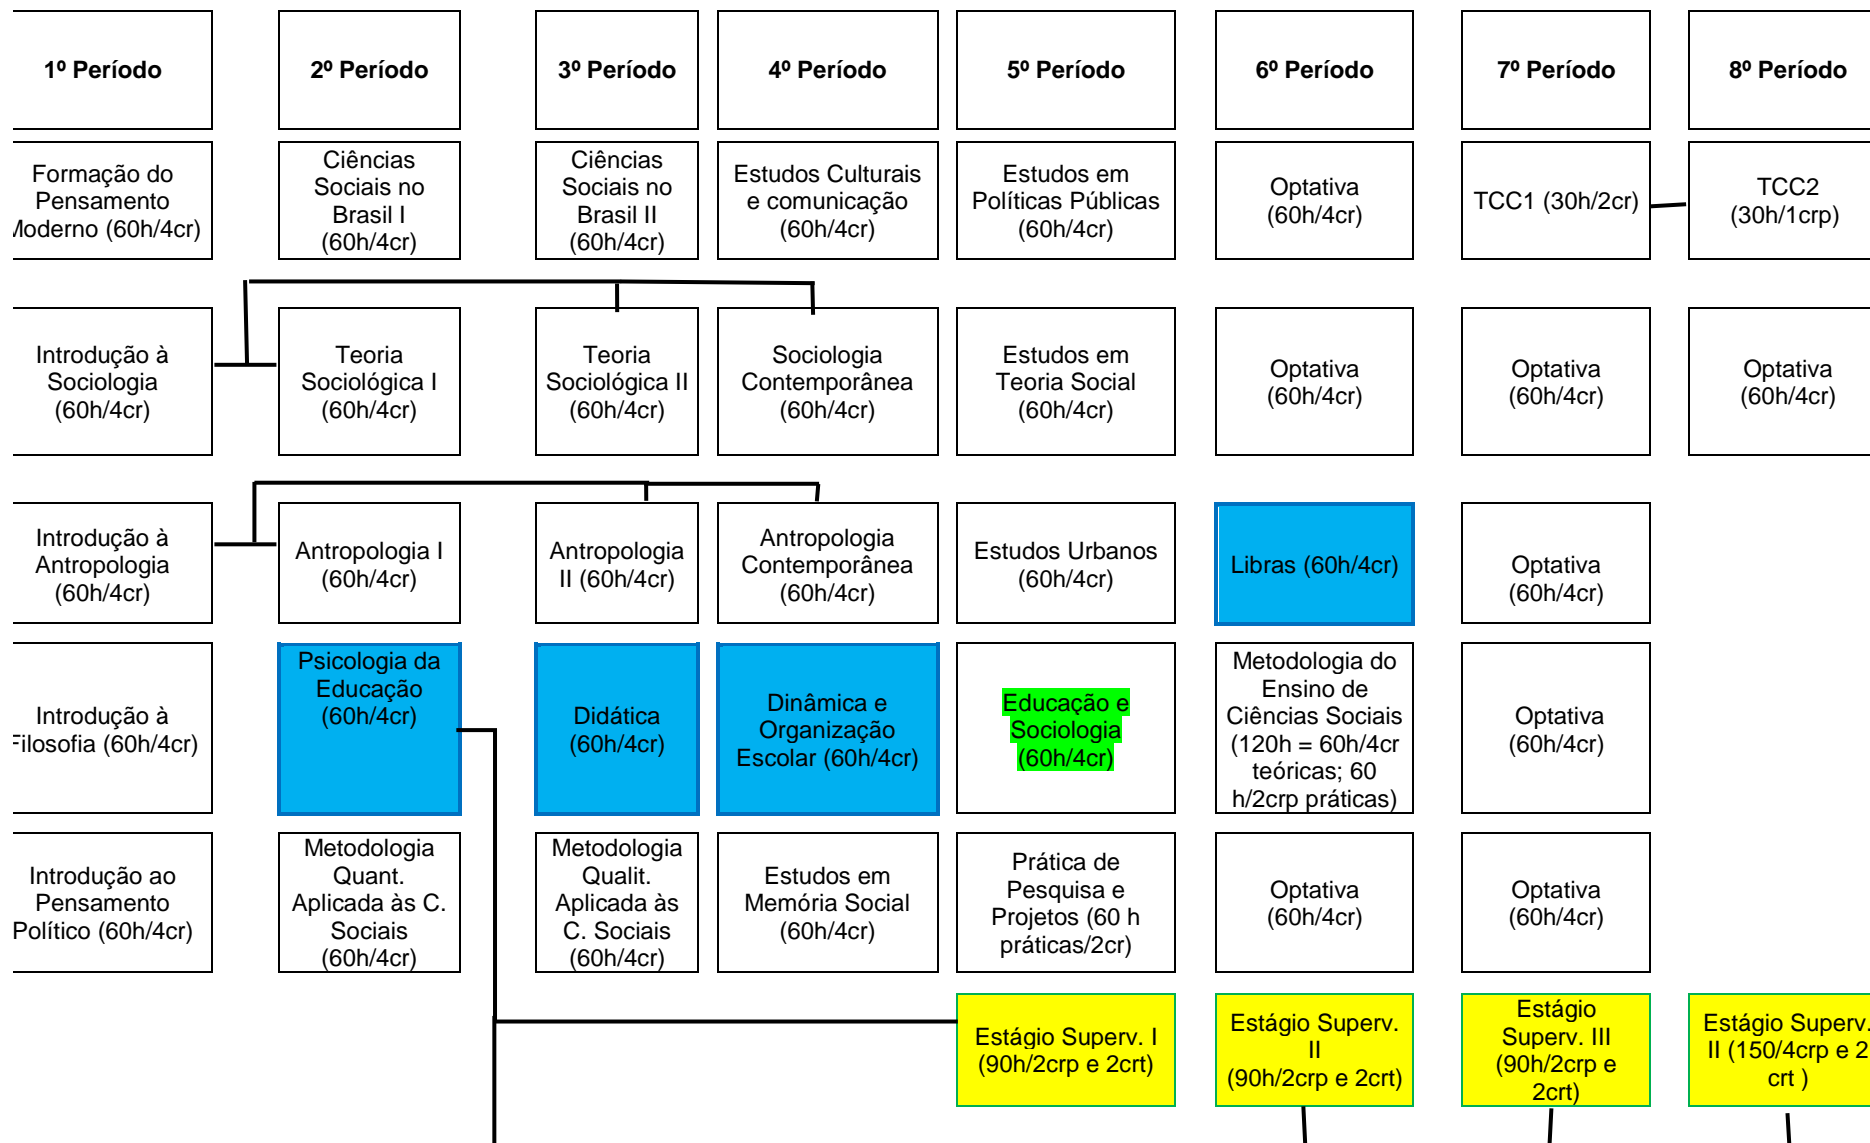 1º Período
2º Período
3º Período
4º Período
5º Período
6º Período
7º Período
8º Período
Formação do
Pensamento
Moderno (60h/4cr)
Ciências
Sociais no
Brasil I
(60h/4cr)
Ciências
Sociais no
Brasil II
(60h/4cr)
Estudos Culturais
e comunicação
(60h/4cr)
Estudos em
Políticas Públicas
(60h/4cr)
Optativa
(60h/4cr)
TCC1 (30h/2cr)
TCC2
(30h/1crp)
Introdução à
Sociologia
(60h/4cr)
Teoria
Sociológica I
(60h/4cr)
Teoria
Sociológica II
(60h/4cr)
Sociologia
Contemporânea
(60h/4cr)
Estudos em
Teoria Social
(60h/4cr)
Optativa
(60h/4cr)
Optativa
(60h/4cr)
Optativa
(60h/4cr)
Introdução à
Antropologia
(60h/4cr)
Antropologia I
(60h/4cr)
Antropologia
II (60h/4cr)
Antropologia
Contemporânea
(60h/4cr)
Estudos Urbanos
(60h/4cr)
Libras (60h/4cr)
Optativa
(60h/4cr)
Introdução à
Filosofia (60h/4cr)
Psicologia da
Educação
(60h/4cr)
Didática
(60h/4cr)
Dinâmica e
Organização
Escolar (60h/4cr)
Educação e
Sociologia
(60h/4cr)
Metodologia do
Ensino de
Ciências Sociais
(120h = 60h/4cr
teóricas; 60
h/2crp práticas)
Optativa
(60h/4cr)
Introdução ao
Pensamento
Político (60h/4cr)
Metodologia
Quant.
Aplicada às C.
Sociais
(60h/4cr)
Metodologia
Qualit.
Aplicada às
C. Sociais
(60h/4cr)
Estudos em
Memória Social
(60h/4cr)
Prática de
Pesquisa e
Projetos (60 h
práticas/2cr)
Optativa
(60h/4cr)
Optativa
(60h/4cr)
Estágio Superv. I
(90h/2crp e 2crt)
Estágio Superv.
II
(90h/2crp e 2crt)
Estágio
Superv. III
(90h/2crp e
2crt)
Estágio Superv.
II (150/4crp e 2
crt )